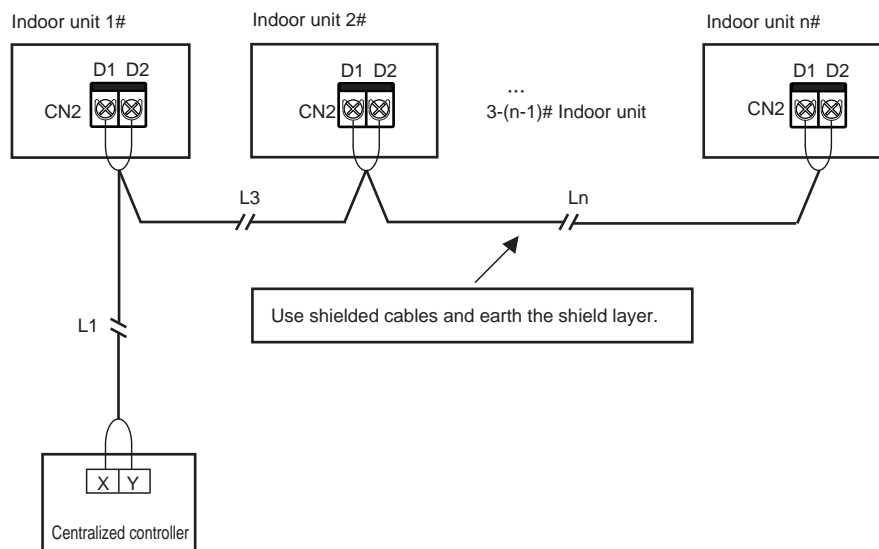 Indoor unit 1#
Indoor unit 2#
Indoor unit n#
D1 D2
D1 D2
D1 D2
CN2
CN2
CN2
...
3-(n-1)# Indoor unit
L3
Ln
Use shielded cables and earth the shield layer.
L1
X Y
Centralized controller